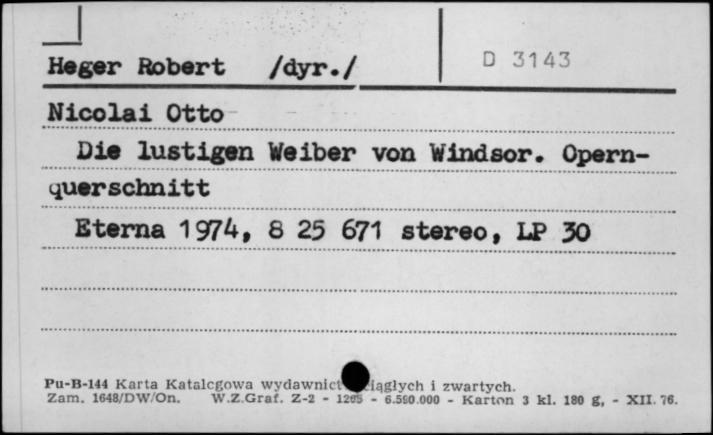 Heger Robert /dyr./ D 3143
Nicolai Otto
Die lustigen Weiber von Windsor. Opern-
querschnitt
Eterna 1974, 8 25 671 stereo, LP 30
Pu-B-144 Karta Katalogowa wydawnict ciągłych i zwartych.
Zam. 1648/DW/On. W.Z.Graf. Z-2 - 1295 - 6.590.000 - Karton 3 kl. 180 g, - XII. 76.